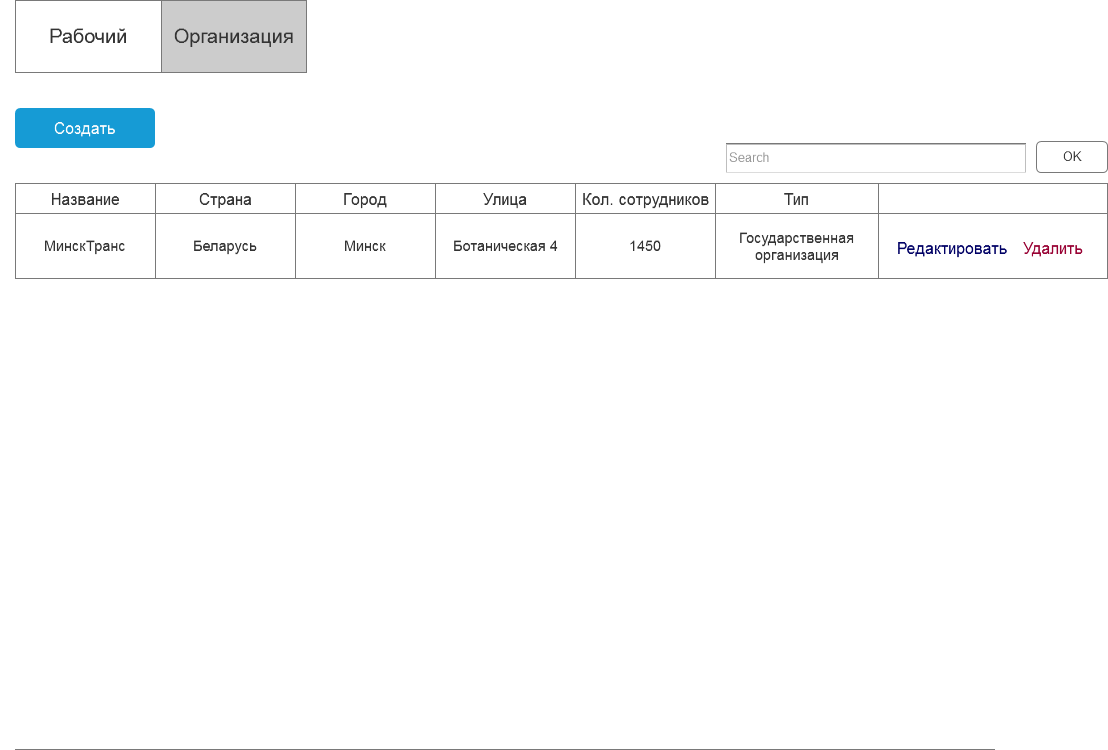 Рабочий Организация
Создать
Search OK
Название Страна Город Улица Кол. сотрудников Тип
МинскТранс Беларусь Минск Ботаническая 4 1450 Государственная
организация Редактировать Удалить